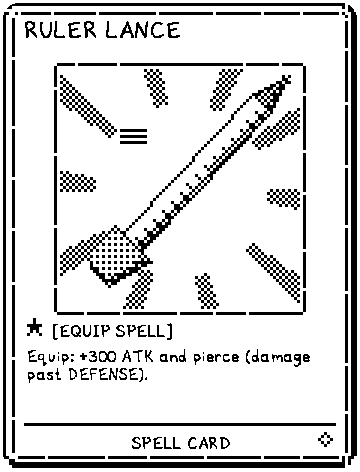 RULER LANCE
[EQUIP SPELL]
Equip: +300 ATK and pierce (damage
past DEFENSE).
SPELL CARD